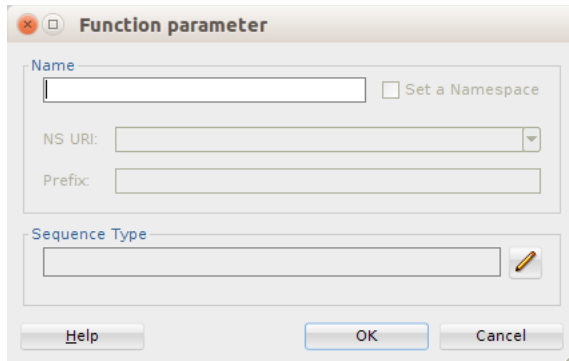 Function parameter
Name
Set a Namespace
NS URI:
Prefix:
Sequence Type
Help
OK
Cancel